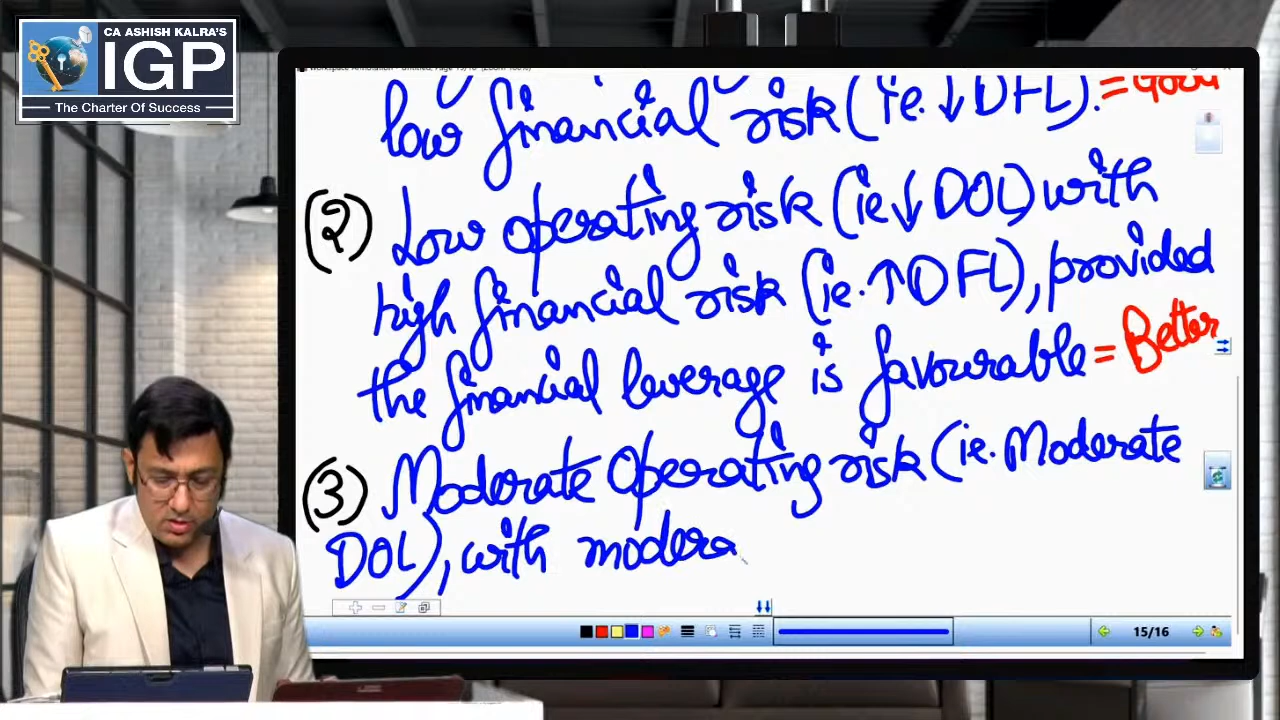 CA ASHISH KALRA'S
IGP
The Charter Of Success
low financial risk (ie. ↓ DFL). = Good
(2) Low operating risk (ie ↓ DOL) with
high financial risk (ie. ↑ DFL), provided
the financial leverage is favourable = Better
(3) Moderate Operating risk (ie. Moderate
DOL), with modera
15/16